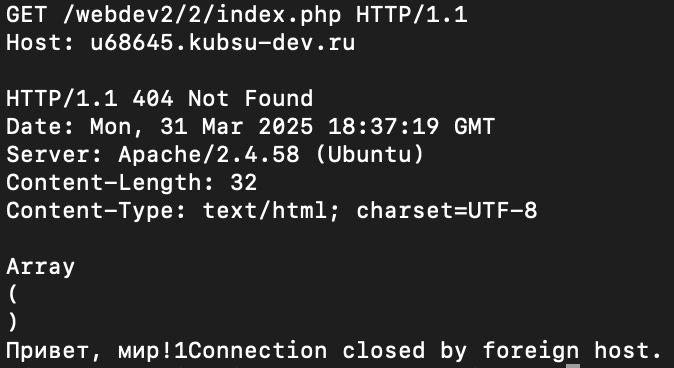 GET /webdev2/2/index.php HTTP/1.1
Host: u68645.kubsu-dev.ru
HTTP/1.1 404 Not Found
Date: Mon, 31 Mar 2025 18:37:19 GMT
Server: Apache/2.4.58 (Ubuntu)
Content-Length: 32
Content-Type: text/html; charset=UTF-8
Array
(
)
Привет, мир!1Connection closed by foreign host.